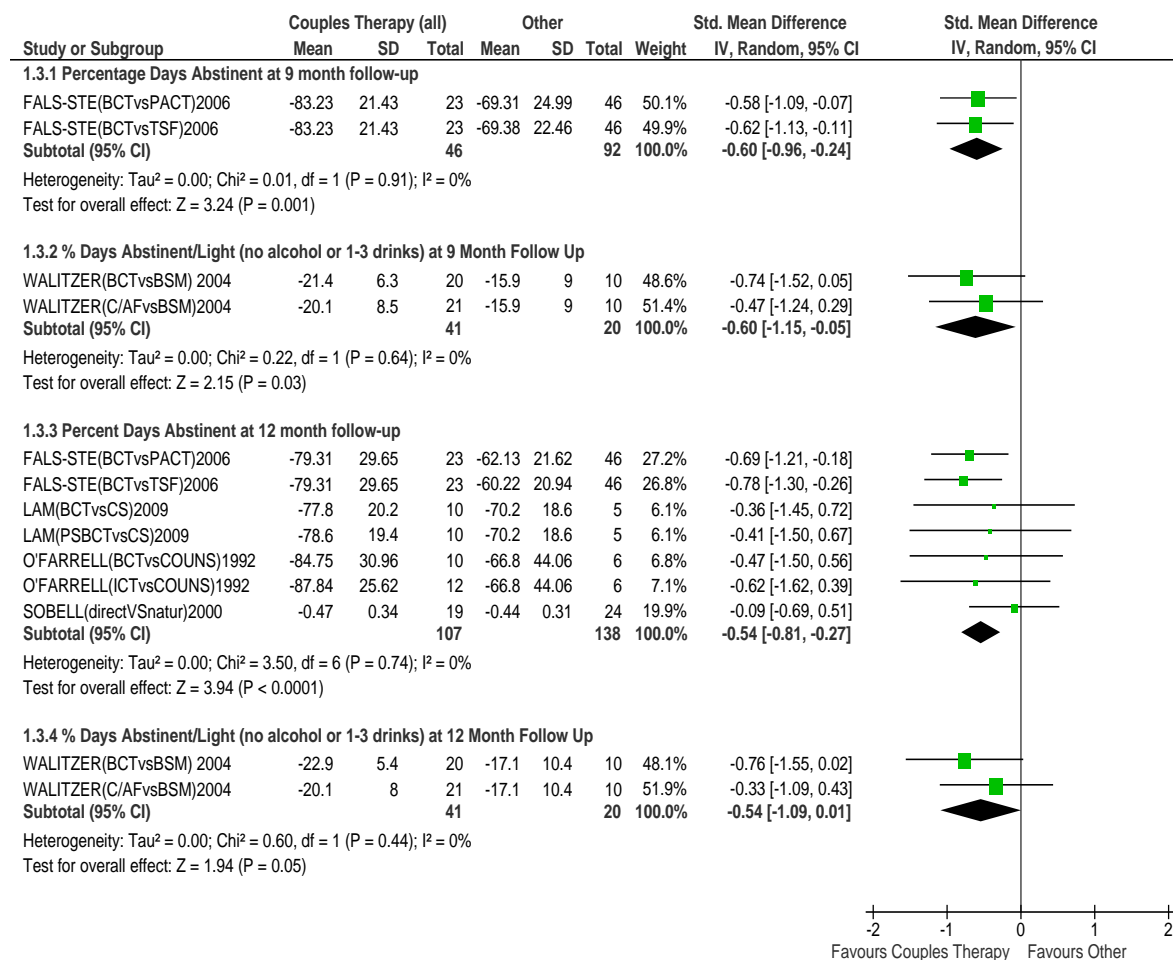 Couples Therapy (all) Other Std. Mean Difference Std. Mean Difference
Study or Subgroup Mean SD Total Mean SD Total Weight IV, Random, 95% CI IV, Random, 95% CI
1.3.1 Percentage Days Abstinent at 9 month follow-up
FALS-STE(BCTvsPACT)2006 -83.23 21.43 23 -69.31 24.99 46 50.1% -0.58 [-1.09, -0.07]
FALS-STE(BCTvsTSF)2006 -83.23 21.43 23 -69.38 22.46 46 49.9% -0.62 [-1.13, -0.11]
Subtotal (95% CI) 46 92 100.0% -0.60 [-0.96, -0.24]
Heterogeneity: Tau² = 0.00; Chi² = 0.01, df = 1 (P = 0.91); I² = 0%
Test for overall effect: Z = 3.24 (P = 0.001)
1.3.2 % Days Abstinent/Light (no alcohol or 1-3 drinks) at 9 Month Follow Up
WALITZER(BCTvsBSM) 2004 -21.4 6.3 20 -15.9 9 10 48.6% -0.74 [-1.52, 0.05]
WALITZER(C/AFvsBSM)2004 -20.1 8.5 21 -15.9 9 10 51.4% -0.47 [-1.24, 0.29]
Subtotal (95% CI) 41 20 100.0% -0.60 [-1.15, -0.05]
Heterogeneity: Tau² = 0.00; Chi² = 0.22, df = 1 (P = 0.64); I² = 0%
Test for overall effect: Z = 2.15 (P = 0.03)
1.3.3 Percent Days Abstinent at 12 month follow-up
FALS-STE(BCTvsPACT)2006 -79.31 29.65 23 -62.13 21.62 46 27.2% -0.69 [-1.21, -0.18]
FALS-STE(BCTvsTSF)2006 -79.31 29.65 23 -60.22 20.94 46 26.8% -0.78 [-1.30, -0.26]
LAM(BCTvsCS)2009 -77.8 20.2 10 -70.2 18.6 5 6.1% -0.36 [-1.45, 0.72]
LAM(PSBCTvsCS)2009 -78.6 19.4 10 -70.2 18.6 5 6.1% -0.41 [-1.50, 0.67]
O'FARRELL(BCTvsCOUNS)1992 -84.75 30.96 10 -66.8 44.06 6 6.8% -0.47 [-1.50, 0.56]
O'FARRELL(ICTvsCOUNS)1992 -87.84 25.62 12 -66.8 44.06 6 7.1% -0.62 [-1.62, 0.39]
SOBELL(directVSnatur)2000 -0.47 0.34 19 -0.44 0.31 24 19.9% -0.09 [-0.69, 0.51]
Subtotal (95% CI) 107 138 100.0% -0.54 [-0.81, -0.27]
Heterogeneity: Tau² = 0.00; Chi² = 3.50, df = 6 (P = 0.74); I² = 0%
Test for overall effect: Z = 3.94 (P < 0.0001)
1.3.4 % Days Abstinent/Light (no alcohol or 1-3 drinks) at 12 Month Follow Up
WALITZER(BCTvsBSM) 2004 -22.9 5.4 20 -17.1 10.4 10 48.1% -0.76 [-1.55, 0.02]
WALITZER(C/AFvsBSM)2004 -20.1 8 21 -17.1 10.4 10 51.9% -0.33 [-1.09, 0.43]
Subtotal (95% CI) 41 20 100.0% -0.54 [-1.09, 0.01]
Heterogeneity: Tau² = 0.00; Chi² = 0.60, df = 1 (P = 0.44); I² = 0%
Test for overall effect: Z = 1.94 (P = 0.05)
-2 -1 0 1 2
Favours Couples Therapy Favours Other